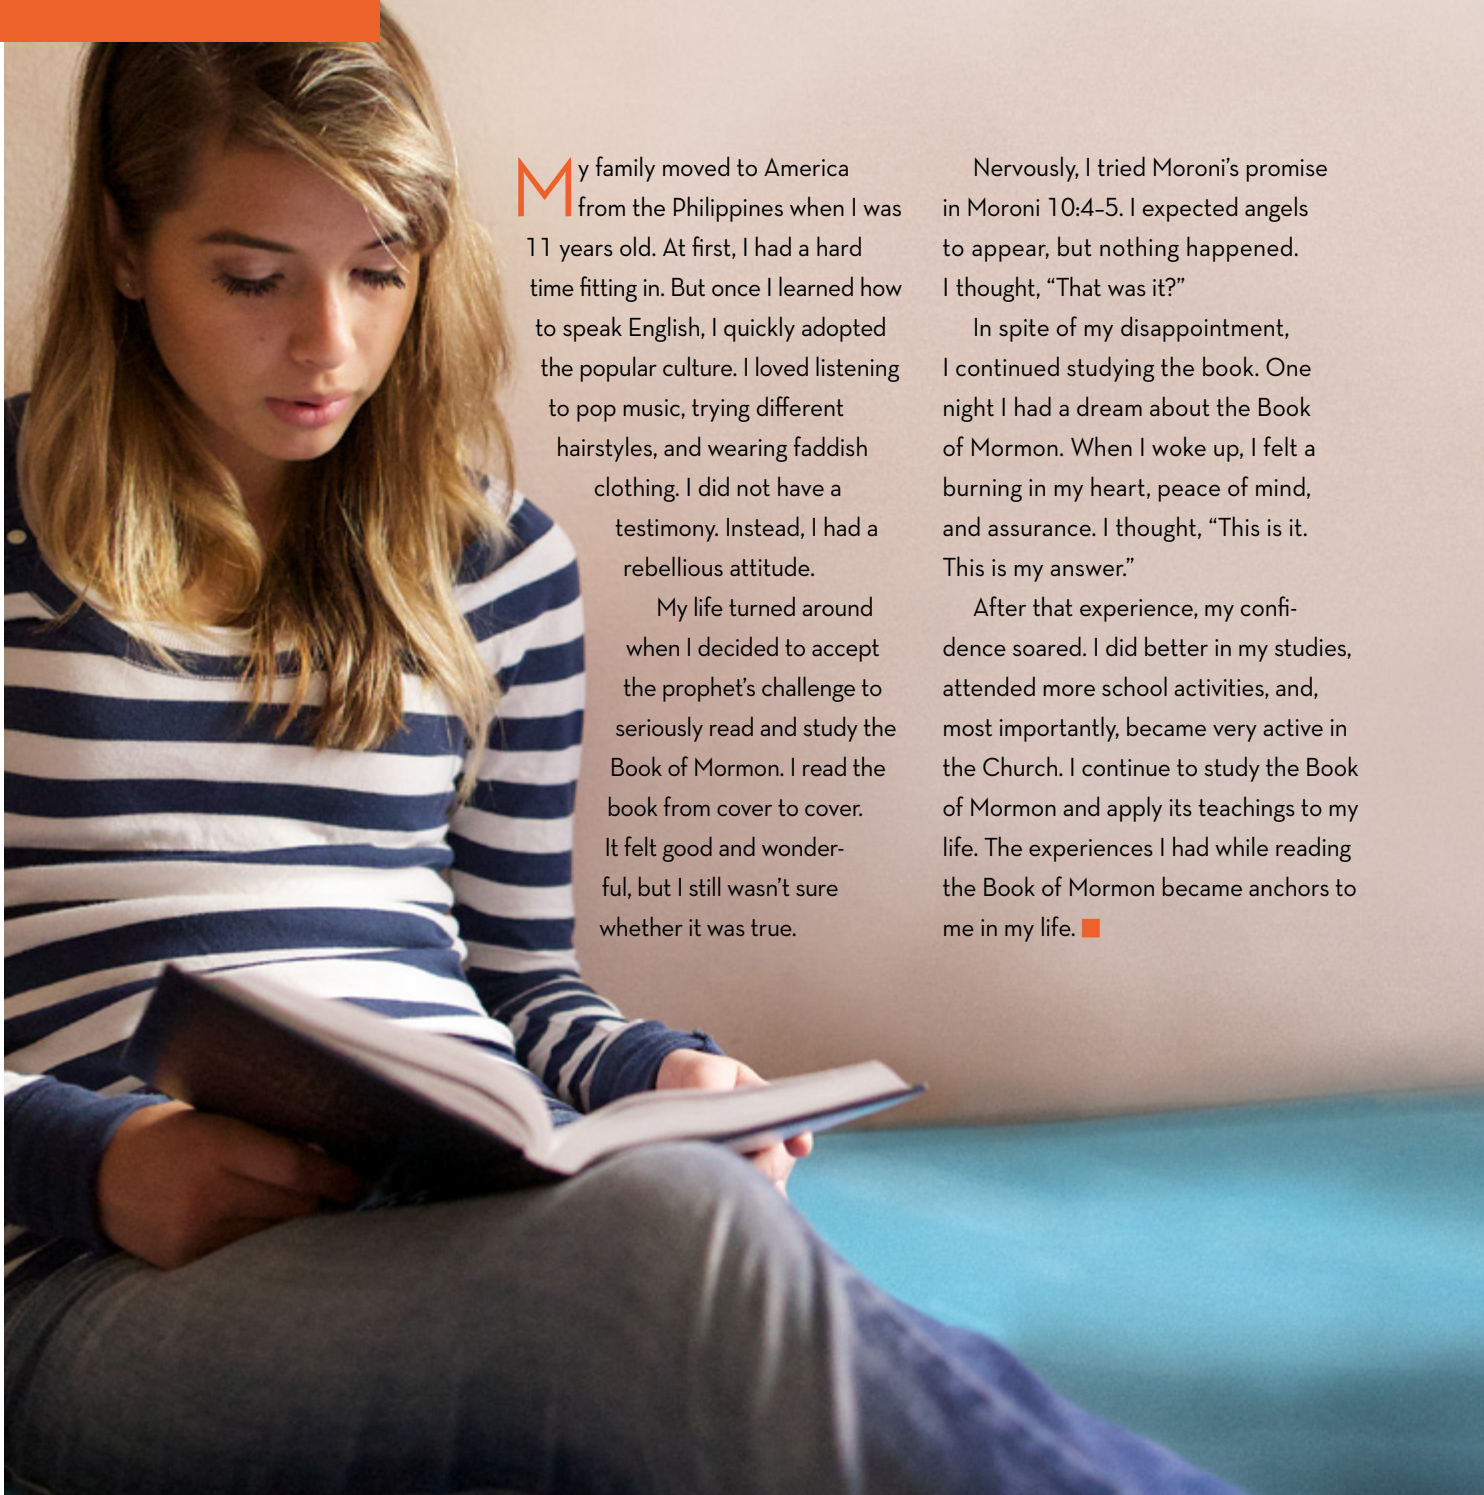 My family moved to America
from the Philippines when I was
11 years old. At first, I had a hard
time fitting in. But once I learned how
to speak English, I quickly adopted
the popular culture. I loved listening
to pop music, trying different
hairstyles, and wearing faddish
clothing. I did not have a
testimony. Instead, I had a
rebellious attitude.
My life turned around
when I decided to accept
the prophet’s challenge to
seriously read and study the
Book of Mormon. I read the
book from cover to cover.
It felt good and wonder-
ful, but I still wasn’t sure
whether it was true.
Nervously, I tried Moroni’s promise
in Moroni 10:4–5. I expected angels
to appear, but nothing happened.
I thought, “That was it?”
In spite of my disappointment,
I continued studying the book. One
night I had a dream about the Book
of Mormon. When I woke up, I felt a
burning in my heart, peace of mind,
and assurance. I thought, “This is it.
This is my answer.”
After that experience, my confi-
dence soared. I did better in my studies,
attended more school activities, and,
most importantly, became very active in
the Church. I continue to study the Book
of Mormon and apply its teachings to my
life. The experiences I had while reading
the Book of Mormon became anchors to
me in my life.